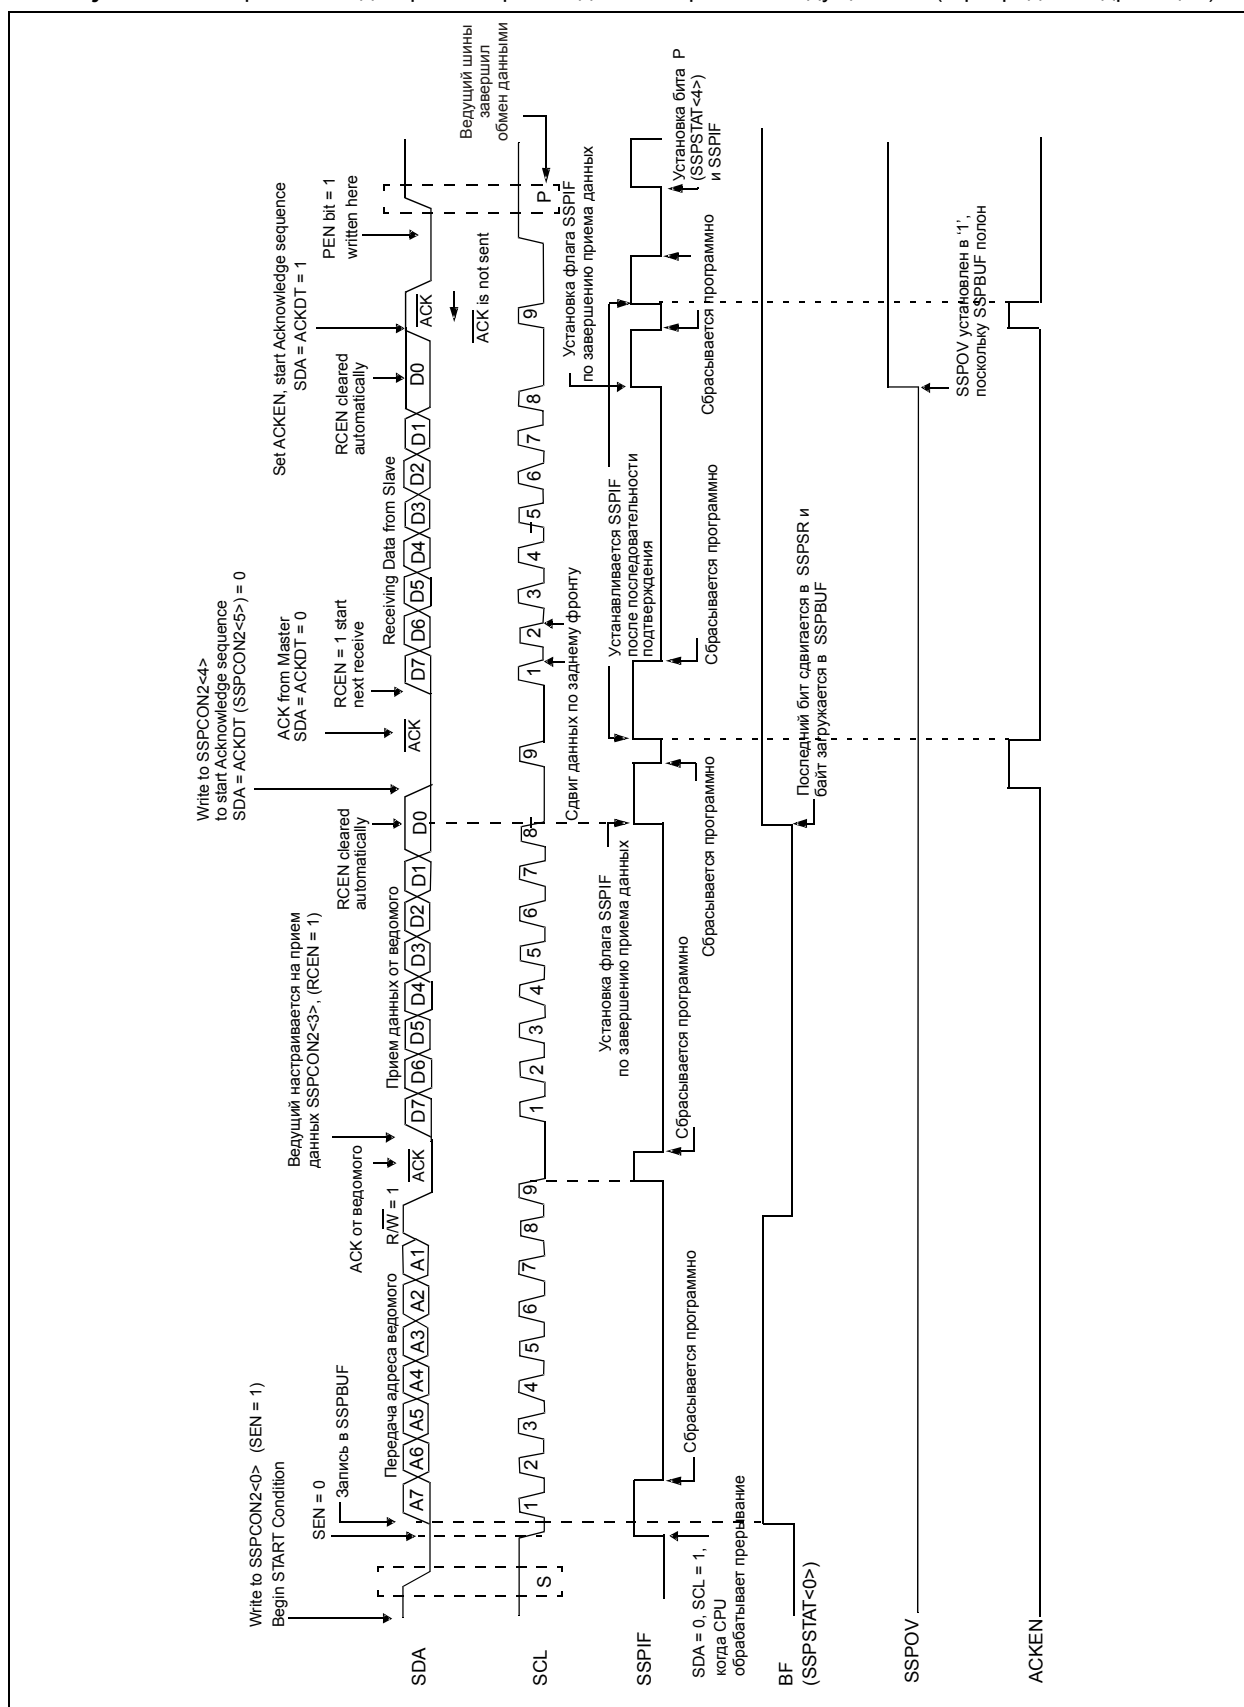 Write to SSPCON2<0> (SEN = 1)
Begin START Condition
SEN = 0
Запись в SSPBUF
Передача адреса ведомого
R/W = 1
ACK от ведомого
Ведущий настраивается на прием
данных SSPCON2<3>, (RCEN = 1)
Прием данных от ведомого
RCEN cleared
automatically
Write to SSPCON2<4>
to start Acknowledge sequence
SDA = ACKDT (SSPCON2<5>) = 0
ACK from Master
SDA = ACKDT = 0
RCEN = 1 start
next receive
Receiving Data from Slave
RCEN cleared
automatically
Set ACKEN, start Acknowledge sequence
SDA = ACKDT = 1
PEN bit = 1
written here
SDA
A7 A6 A5 A4 A3 A2 A1
ACK
D7 D6 D5 D4 D3 D2 D1 D0
ACK
D7 D6 D5 D4 D3 D2 D1 D0
ACK
ACK is not sent
Ведущий шины
завершил
обмен данными
SCL
S
1 2 3 4 5 6 7 8 9
1 2 3 4 5 6 7 8 9
1 2 3 4 5 6 7 8 9
P
Сдвиг данных по заднему фронту
Установка флага SSPIF
по завершению приема данных
Установка флага SSPIF
по завершению приема данных
Устанавливается SSPIF
после последовательности
подтверждения
SSPIF
Установка бита P
(SSPSTAT<4>)
и SSPIF
SDA = 0, SCL = 1,
когда CPU
обрабатывает прерывание
Сбрасывается программно
Сбрасывается программно
Сбрасывается программно
Сбрасывается программно
Сбрасывается программно
BF
(SSPSTAT<0>)
Последний бит сдвигается в SSPSR и
байт загружается в SSPBUF
SSPOV
SSPOV установлен в '1',
поскольку SSPBUF полон
ACKEN